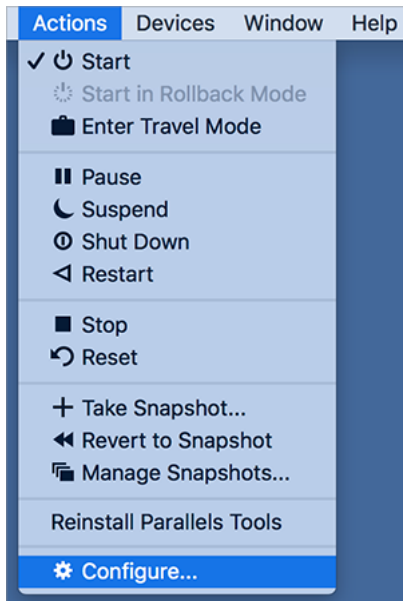 Actions Devices Window Help
Start
Start in Rollback Mode
Enter Travel Mode
Pause
Suspend
Shut Down
Restart
Stop
Reset
Take Snapshot...
Revert to Snapshot
Manage Snapshots...
Reinstall Parallels Tools
Configure...